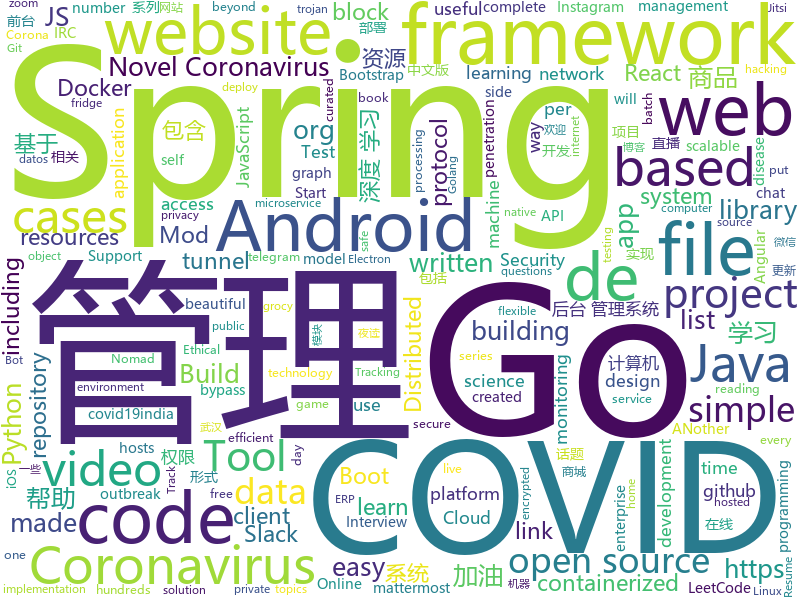 zoom
系列
网站
beyond
trojan
Jitsi
前台
Corona
JS
number
Instagram
management
IRC
block
useful
complete
部署
Git
website
framework
Novel Coronavirus
资源
Bootstrap
中文版
Docker
learning
network
React
商品
fridge
deploy
curated
Spring
book
side
hacking
基于
包含
org
per
will
batch
欢迎
项目
web
datos
相关
application
self
Test
深度 学习
processing
Golang
way
penetration
internet
开发
直播
博客
scalable
JavaScript
graph
Start
protocol
based
disease
put
cases
access
privacy
Android
native
API
chat
microservice
machine
system
computer
source
resources
Mod
telegram
model
Electron
safe
questions
app
library
微信
object
Support
tunnel
written
Security
testing
实现
Angular
file
更新
including
beautiful
grocy
包括
de
project
public
Distributed
building
后台 管理系统
list
学习
管理
Go
flexible
Bot
repository
Nomad
模块
夜读
Ethical
Tracking
series
science
计算机
design
Build
bypass
technology
created
monitoring
Java
environment
covid19india
game
reading
Python
use
service
simple
video
Tool
hosts
efficient
secure
ANother
every
iOS
一些
权限
Boot
platform
话题
development
帮助
outbreak
武汉
形式
data
COVID
time
商城
made
code
Track
day
free
learn
client
Cloud
live
github
hosted
enterprise
在线
ERP
Interview
link
home
programming
Slack
encrypted
one
Coronavirus
easy
系统
加油
open source
https
Resume
implementation
hundreds
solution
private
topics
Online
mattermost
containerized
机器
LeetCode
Linux